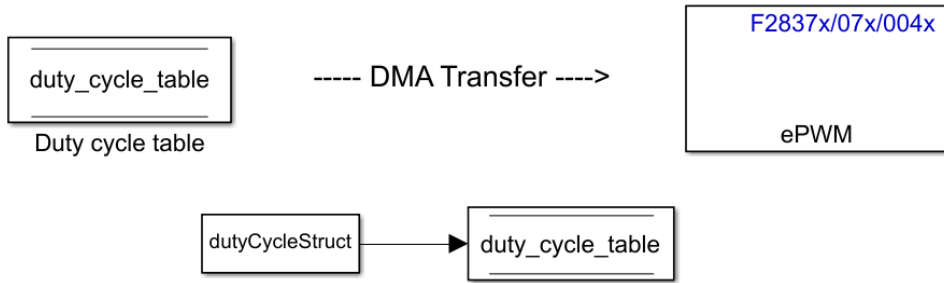 F2837x/07x/004x
duty_cycle_table
----- DMA Transfer ---->
ePWM
Duty cycle table
dutyCycleStruct
duty_cycle_table